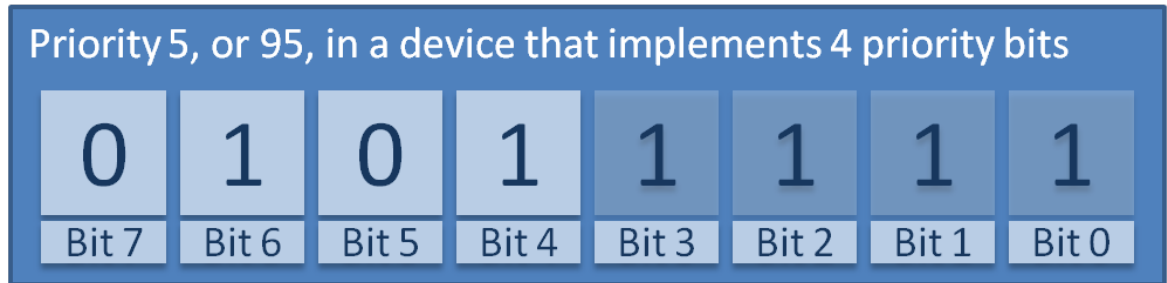 Priority 5, or 95, in a device that implements 4 priority bits
0 1 0 1 1 1 1 1
Bit 7 Bit 6 Bit 5 Bit 4 Bit 3 Bit 2 Bit 1 Bit 0